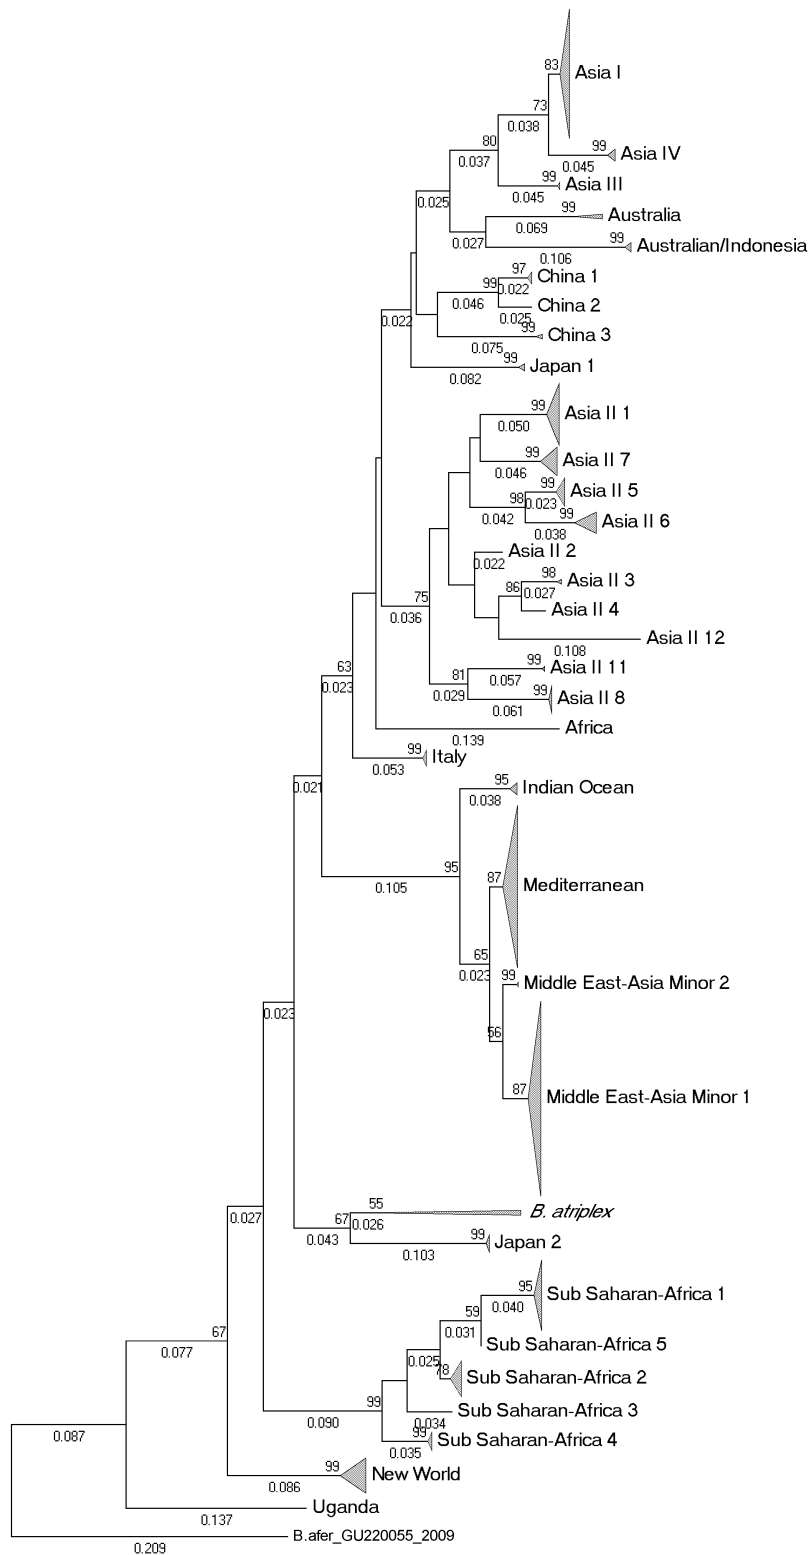 83
Asia I
73
0.038
99
Asia IV
80
0.045
0.037
99
Asia III
0.045
0.025
99
Australia
0.069
99
Australian/Indonesia
0.027
0.106
97
China 1
99
0.022
0.046
China 2
0.025
0.022
99
China 3
0.075
99
Japan 1
0.082
99
Asia II 1
0.050
99
Asia II 7
0.046
99
Asia II 5
98
0.023
99
Asia II 6
0.042
0.038
Asia II 2
0.022
98
Asia II 3
86
0.027
75
Asia II 4
0.036
Asia II 12
0.108
99
Asia II 11
63
81
0.057
0.023
0.029
99
Asia II 8
0.061
Africa
0.139
99
Italy
0.053
0.021
95
Indian Ocean
0.038
95
87
Mediterranean
0.105
65
0.023
99
Middle East-Asia Minor 2
0.023
56
87
Middle East-Asia Minor 1
55
B. atriplex
0.027
67
0.026
0.043
99
Japan 2
0.103
95
Sub Saharan-Africa 1
59
0.040
67
0.031
Sub Saharan-Africa 5
0.077
0.025
78
Sub Saharan-Africa 2
99
Sub Saharan-Africa 3
0.090
0.034
99
Sub Saharan-Africa 4
0.087
0.035
99
New World
0.086
Uganda
0.137
B.afer_GU220055_2009
0.209